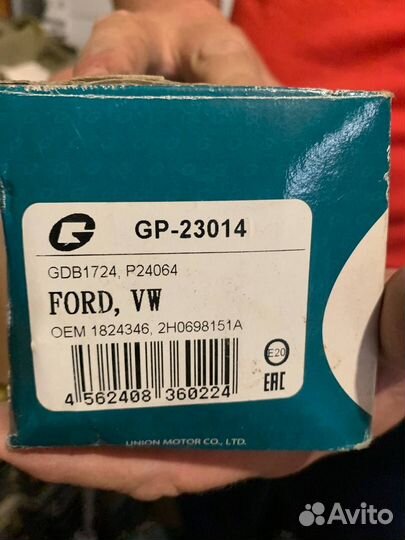 G
GP-23014
GDB1724, P24064
FORD, VW
OEM 1824346, 2H0698151A
E20
EAC
4 562408 360224
UNION MOTOR CO., LTD.
Avito